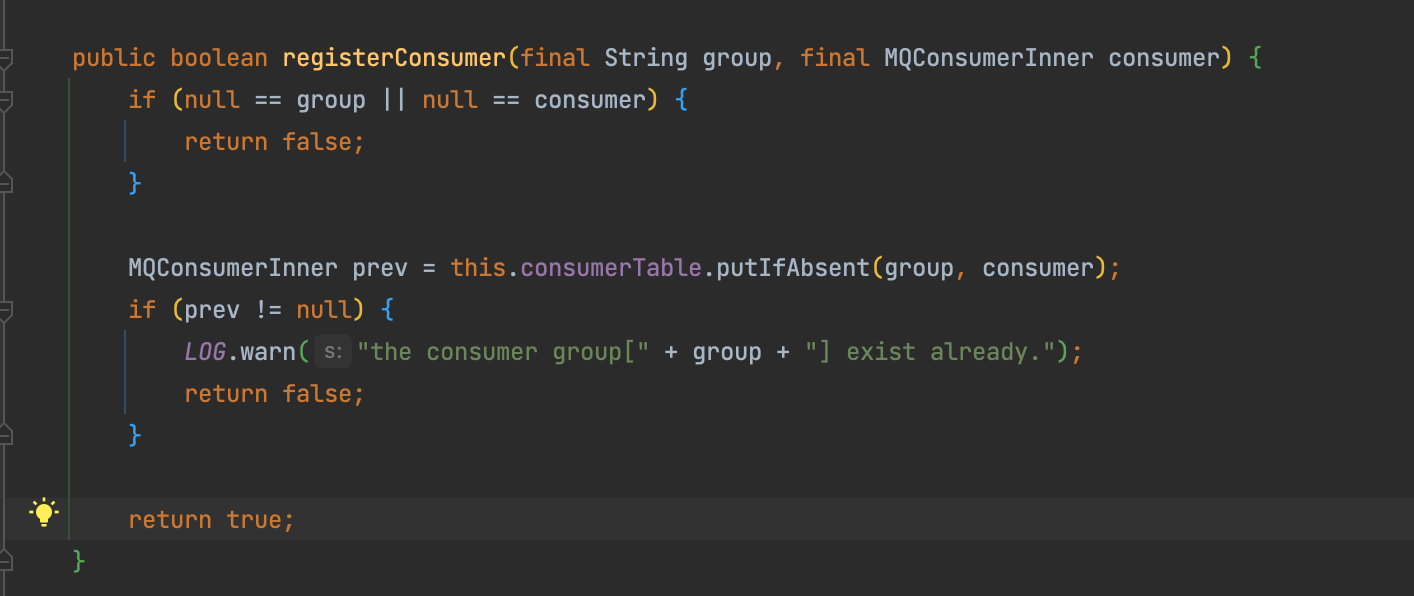 public boolean registerConsumer(final String group, final MQConsumerInner consumer) {
    if (null == group || null == consumer) {
        return false;
    }

    MQConsumerInner prev = this.consumerTable.putIfAbsent(group, consumer);
    if (prev != null) {
        LOG.warn( s: "the consumer group[" + group + "] exist already.");
        return false;
    }

    return true;
}